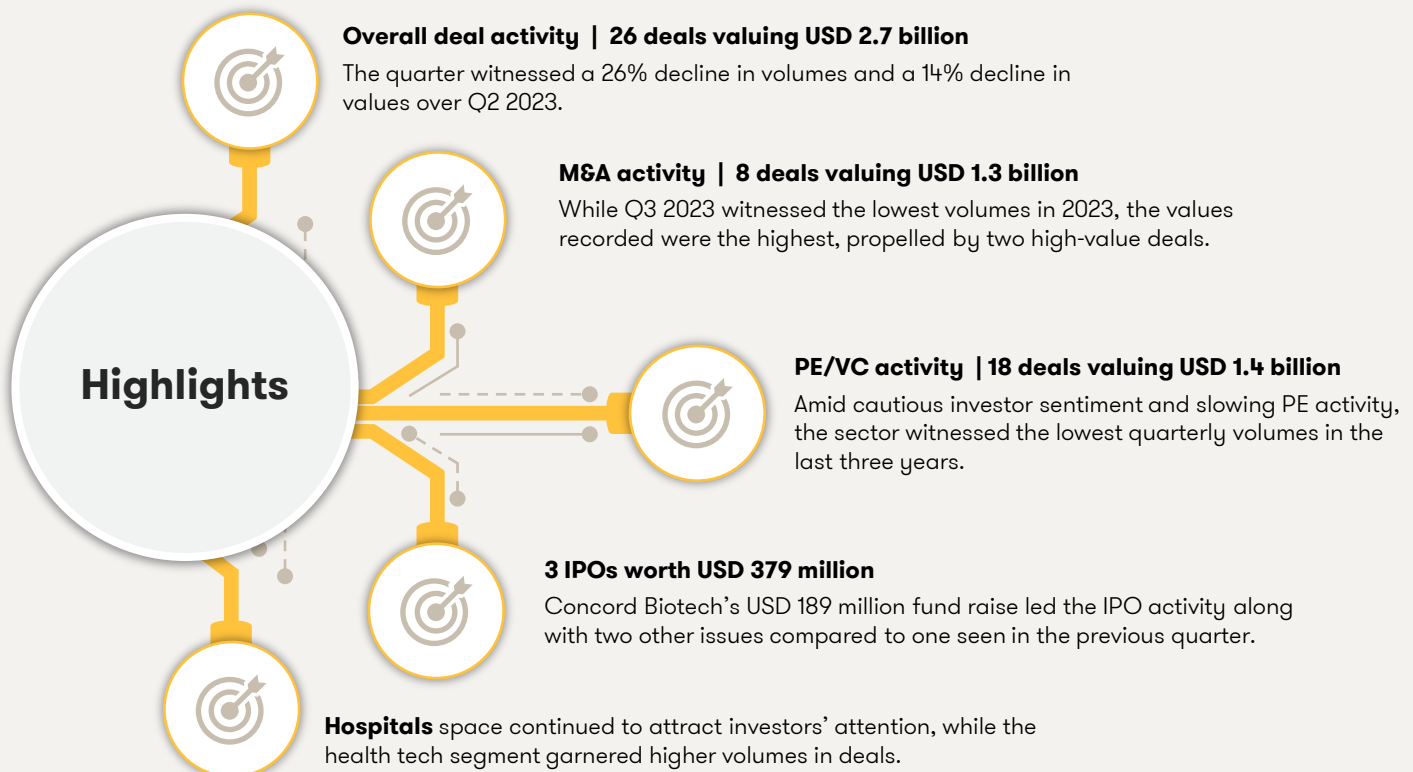 Overall deal activity | 26 deals valuing USD 2.7 billion
The quarter witnessed a 26% decline in volumes and a 14% decline in
values over Q2 2023.
M&A activity | 8 deals valuing USD 1.3 billion
While Q3 2023 witnessed the lowest volumes in 2023, the values
recorded were the highest, propelled by two high-value deals.
Highlights
PE/VC activity | 18 deals valuing USD 1.4 billion
Amid cautious investor sentiment and slowing PE activity,
the sector witnessed the lowest quarterly volumes in the
last three years.
3 IPOs worth USD 379 million
Concord Biotech’s USD 189 million fund raise led the IPO activity along
with two other issues compared to one seen in the previous quarter.
Hospitals space continued to attract investors’ attention, while the
health tech segment garnered higher volumes in deals.